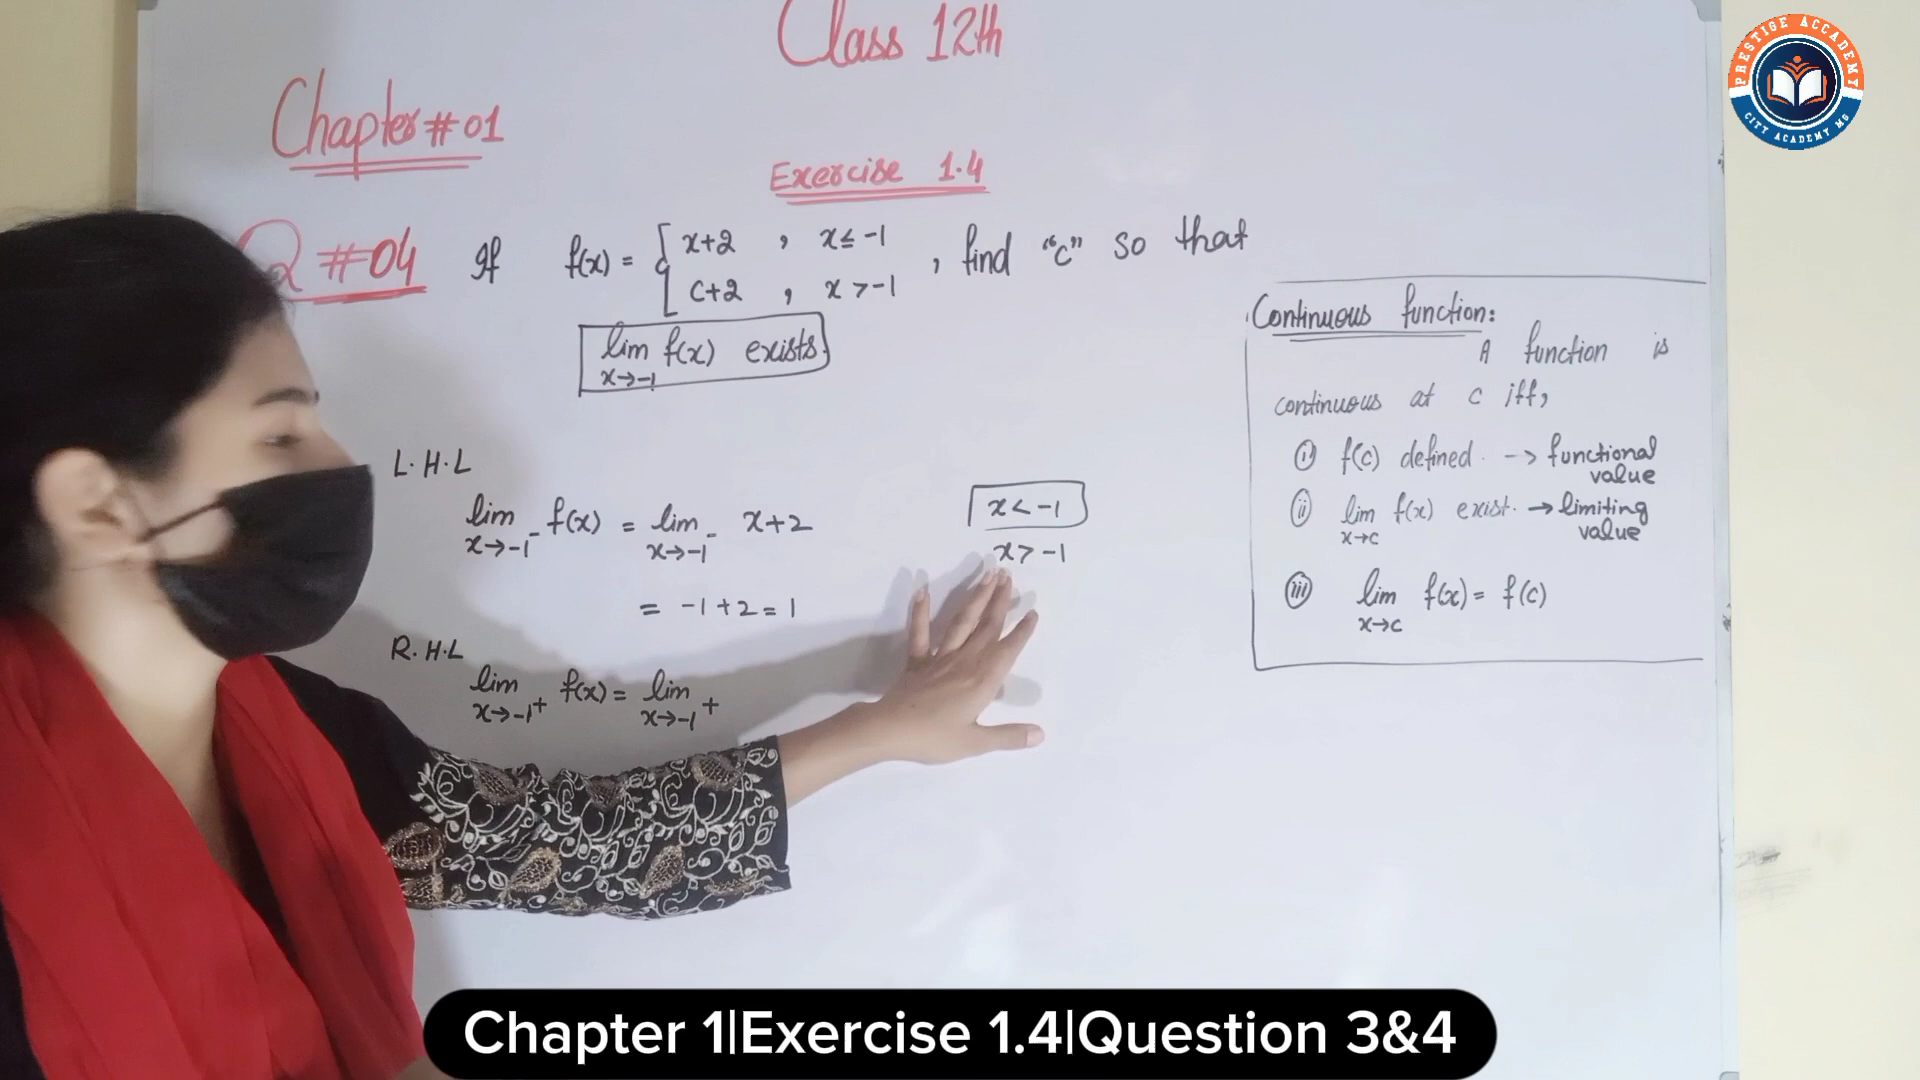 Class 12th
Chapter # 01
Exercise 1.4
Q #04 If f(x) = { x+2 , x ≤ -1
c+2 , x > -1 , find "c" so that
lim x→-1 f(x) exists.
L.H.L
lim x→-1⁻ f(x) = lim x→-1⁻ x+2
= -1+2 = 1
R.H.L
lim x→-1⁺ f(x) = lim x→-1⁺
x < -1
x > -1
Continuous function:
A function is
continuous at c iff,
(i) f(c) defined. -> functional
value
(ii) lim x→c f(x) exist. → limiting
value
(iii) lim x→c f(x) = f(c)
PRESTIGE ACCADEMY
CITY ACADEMY MG
Chapter 1|Exercise 1.4|Question 3&4